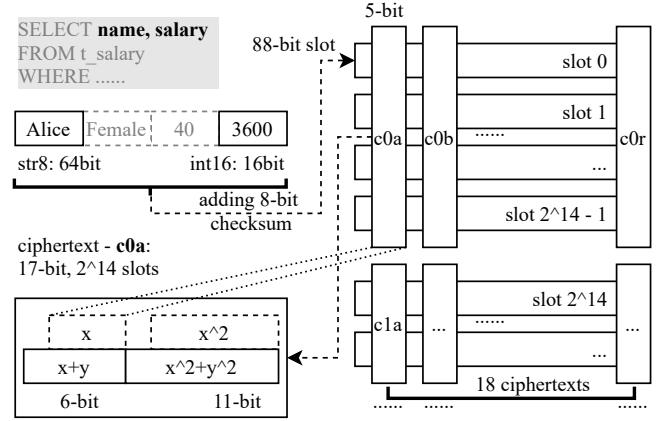 SELECT name, salary
FROM t_salary
WHERE ......
Alice Female 40 3600
str8: 64bit int16: 16bit
adding 8-bit
checksum
ciphertext - c0a:
17-bit, 2^14 slots
x x^2
x+y x^2+y^2
6-bit 11-bit
5-bit
88-bit slot
slot 0
slot 1
c0a c0b ...... c0r
...
slot 2^14 - 1
slot 2^14
c1a ... ...... ...
...
18 ciphertexts
...... ...... ......